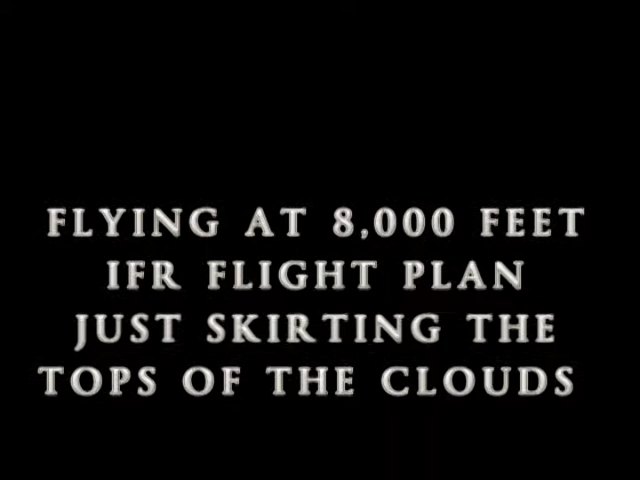 FLYING AT 8,000 FEET
IFR FLIGHT PLAN
JUST SKIRTING THE
TOPS OF THE CLOUDS